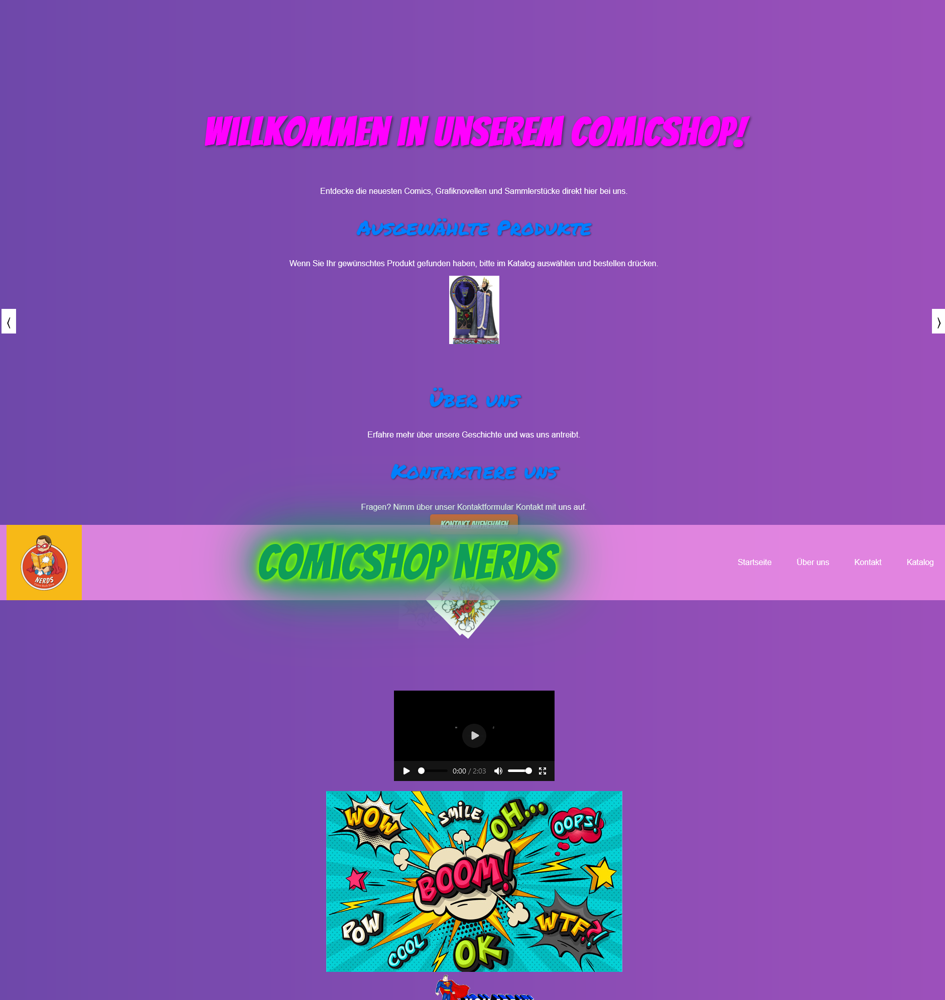 WILLKOMMEN IN UNSEREM COMICSHOP!
Entdecke die neuesten Comics, Grafiknovellen und Sammlerstücke direkt hier bei uns.
Ausgewählte Produkte
Wenn Sie Ihr gewünschtes Produkt gefunden haben, bitte im Katalog auswählen und bestellen drücken.
Über uns
Erfahre mehr über unsere Geschichte und was uns antreibt.
Kontaktiere uns
Fragen? Nimm über unser Kontaktformular Kontakt mit uns auf.
KONTAKT AUFNEHMEN
NERDS
Comic Book Store
COMICSHOP NERDS
Startseite Über uns Kontakt Katalog
0:00 / 2:03
WOW
SMILE
OH...
OOPS!
BOOM!
POW
COOL
OK
WTF?!